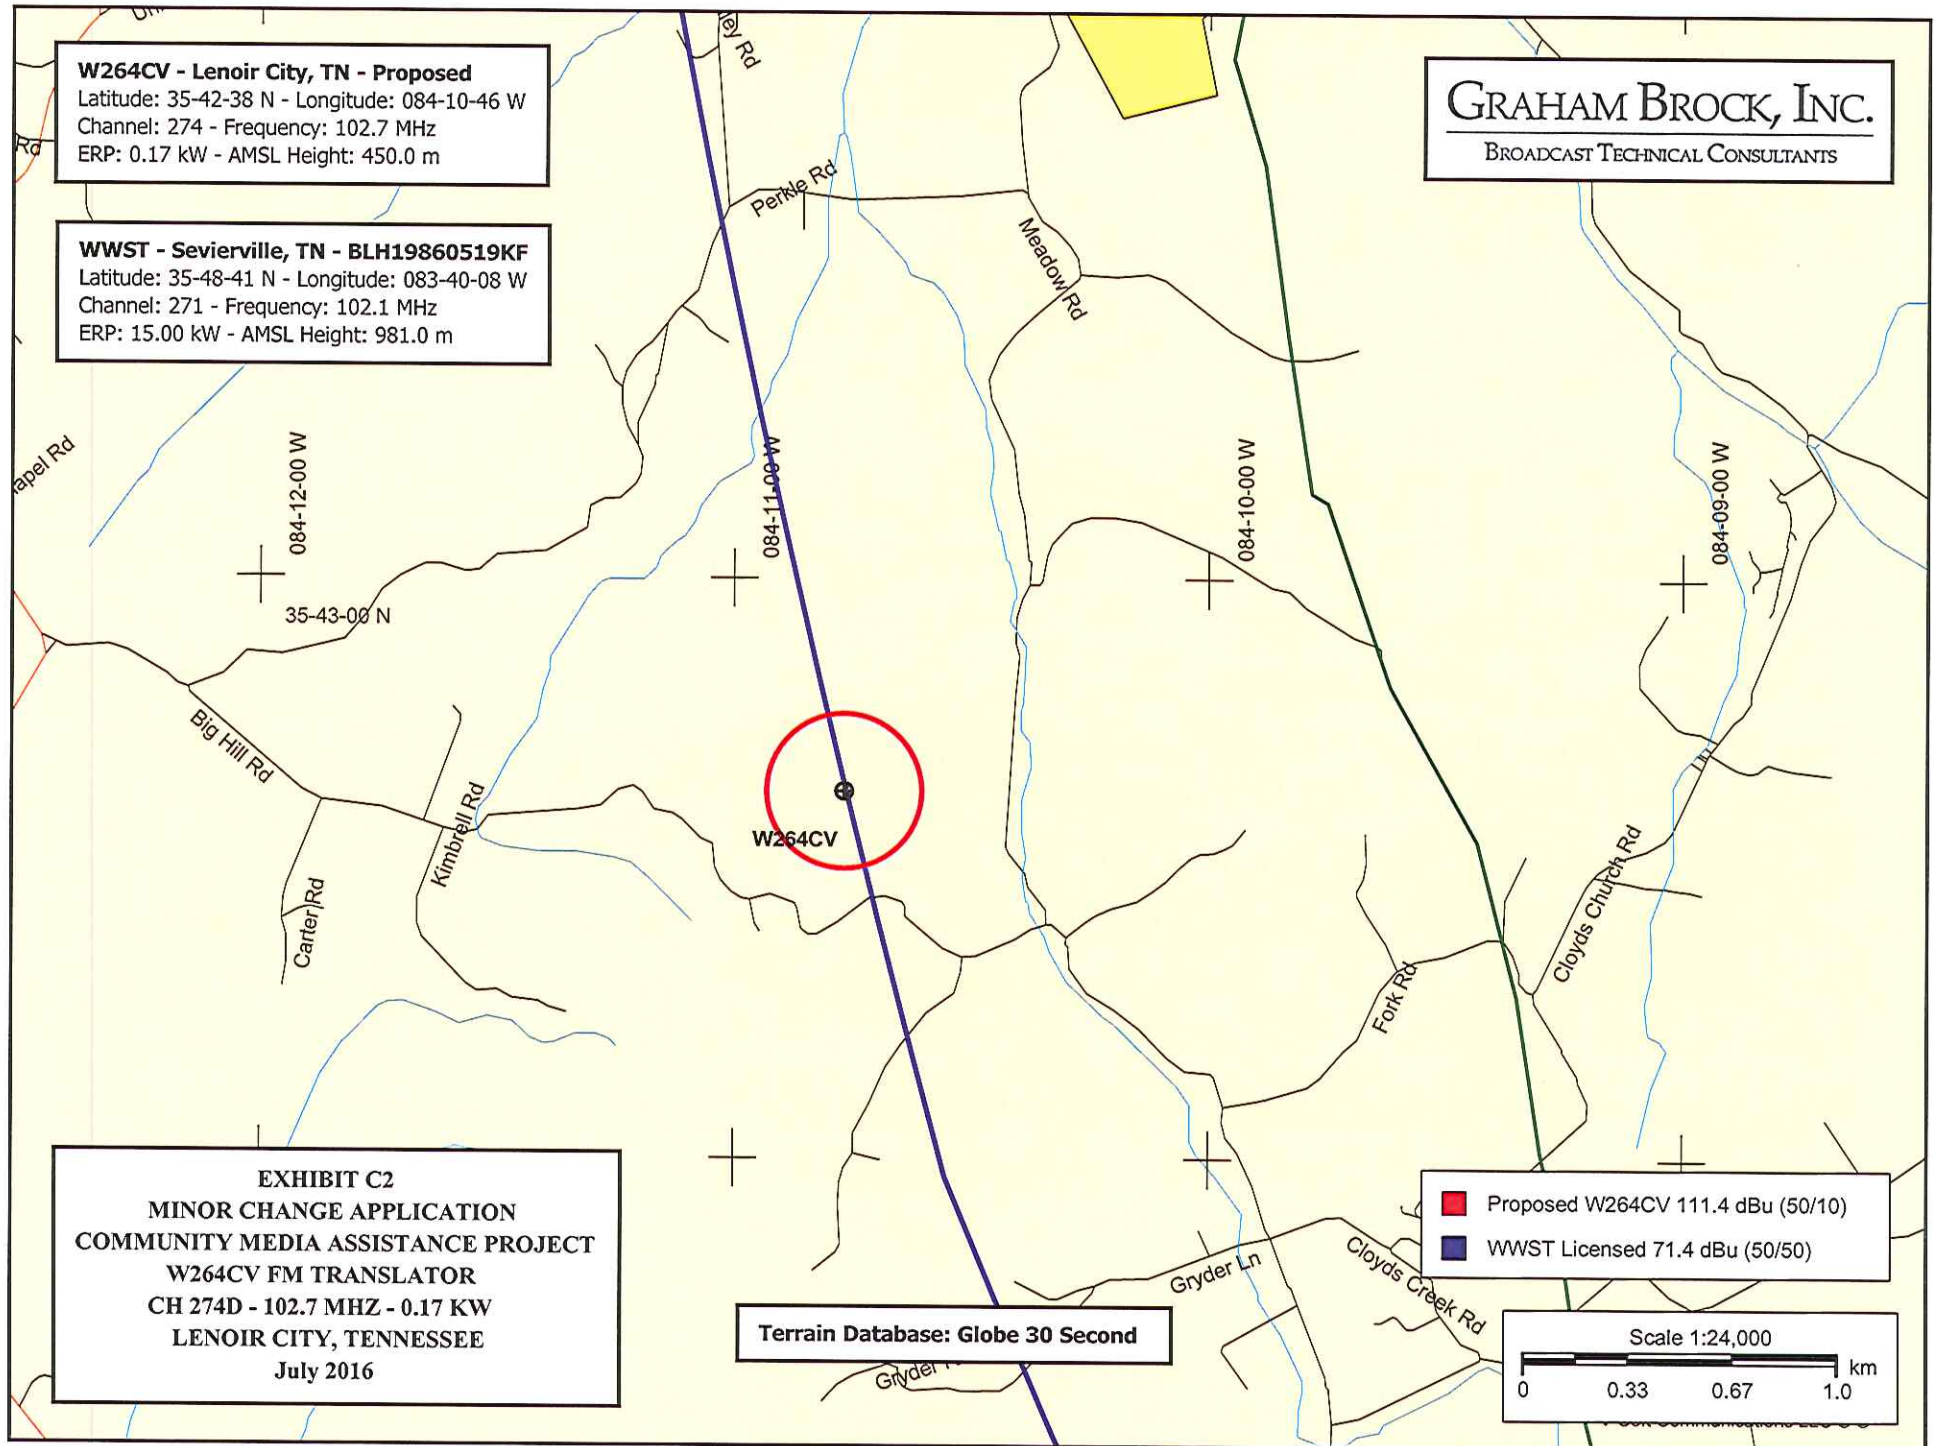 W264CV - Lenoir City, TN - Proposed
Latitude: 35-42-38 N - Longitude: 084-10-46 W
Channel: 274 - Frequency: 102.7 MHz
ERP: 0.17 kW - AMSL Height: 450.0 m
WWST - Sevierville, TN - BLH19860519KF
Latitude: 35-48-41 N - Longitude: 083-40-08 W
Channel: 271 - Frequency: 102.1 MHz
ERP: 15.00 kW - AMSL Height: 981.0 m
GRAHAM BROCK, INC.
BROADCAST TECHNICAL CONSULTANTS
Rd
Rd
Perkle Rd
Meadow Rd
Rd
084-12-00 W
084-11-00 W
084-10-00 W
084-09-00 W
35-43-00 N
Big Hill Rd
Kimbrell Rd
Carter Rd
W264CV
Cloyds Church Rd
Fork Rd
Gryder Ln
Cloyds Creek Rd
Gryder
EXHIBIT C2
MINOR CHANGE APPLICATION
COMMUNITY MEDIA ASSISTANCE PROJECT
W264CV FM TRANSLATOR
CH 274D - 102.7 MHZ - 0.17 KW
LENOIR CITY, TENNESSEE
July 2016
Terrain Database: Globe 30 Second
Proposed W264CV 111.4 dBu (50/10)
WWST Licensed 71.4 dBu (50/50)
Scale 1:24,000
km
0 0.33 0.67 1.0